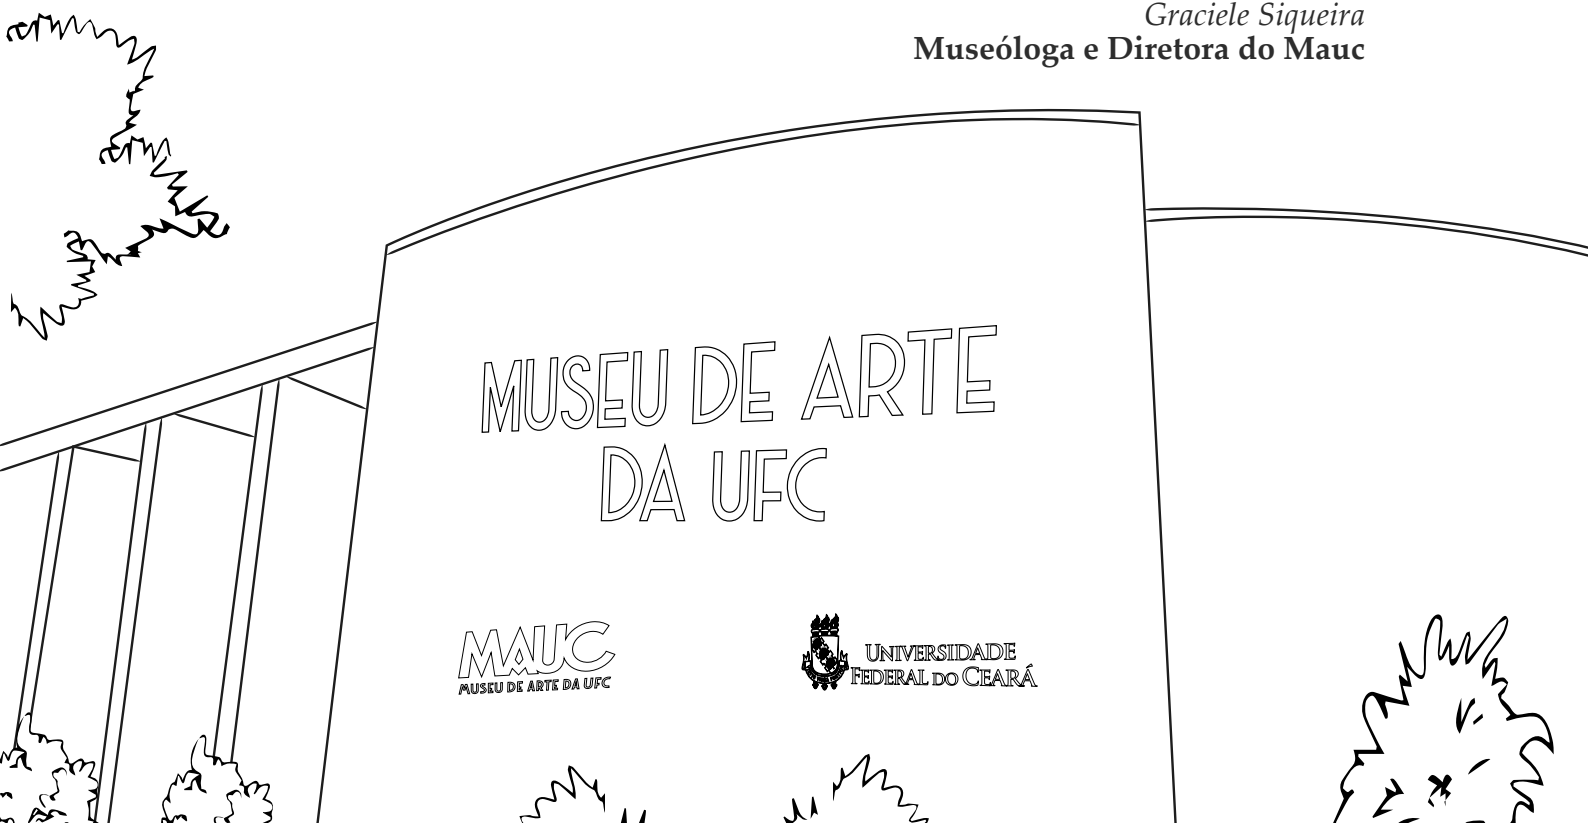 Graciele Siqueira
Museóloga e Diretora do Mauc
MUSEU DE ARTE
DA UFC
MAUC
MUSEU DE ARTE DA UFC
UNIVERSIDADE
FEDERAL DO CEARÁ